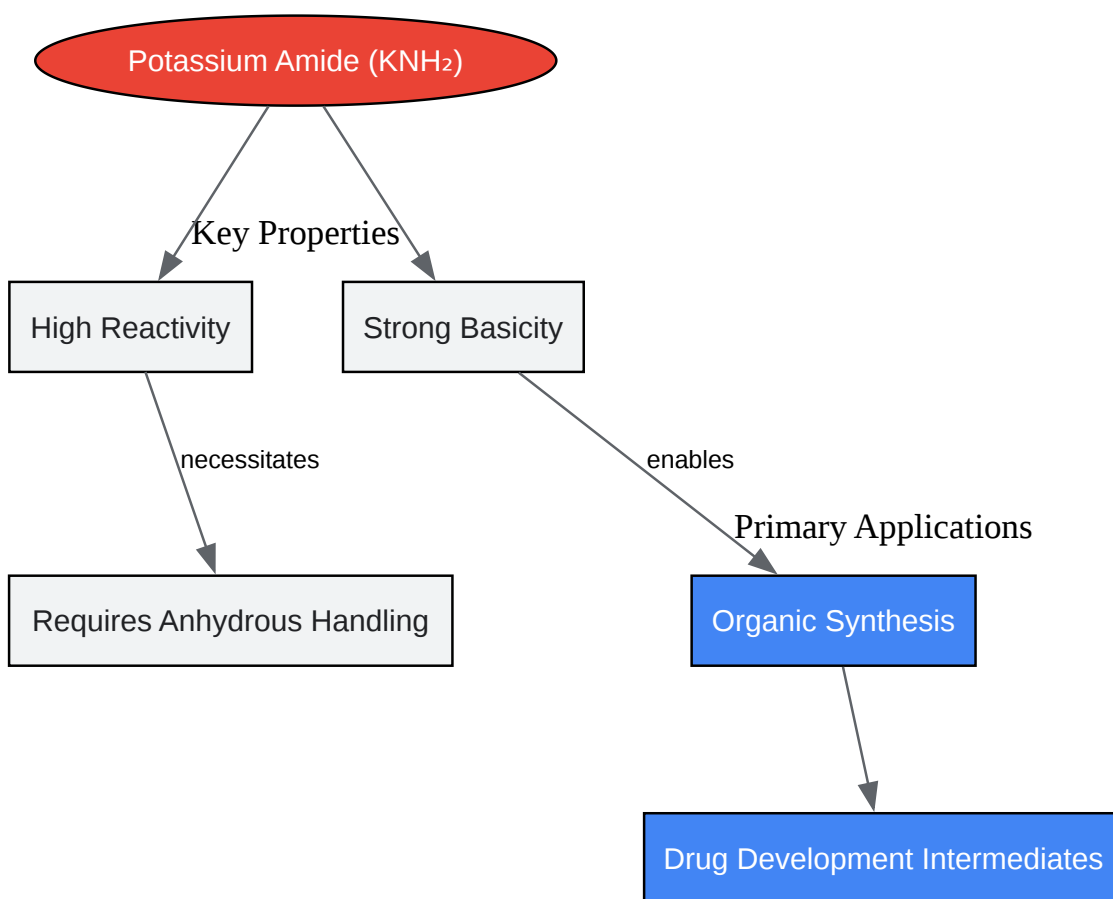 Potassium Amide (KNH₂)
Key Properties
High Reactivity
Strong Basicity
necessitates
enables
Primary Applications
Requires Anhydrous Handling
Organic Synthesis
Drug Development Intermediates